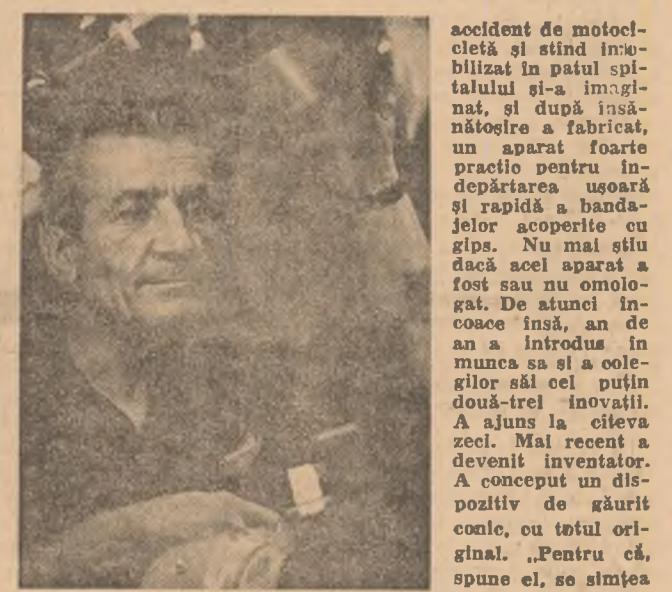 accident de motoci-
cletă și stînd imo-
bilizat în patul spi-
talului și-a imagi-
nat, și după însă-
nătoșire a fabricat,
un aparat foarte
practic pentru în-
depărtarea ușoară
și rapidă a banda-
jelor acoperite cu
gips. Nu mai știu
dacă acel aparat a
fost sau nu omolo-
gat. De atunci în-
coace însă, an de
an a introdus în
munca sa și a cole-
gilor săi cel puțin
două-trei inovații.
A ajuns la cîteva
zeci. Mai recent a
devenit inventator.
A conceput un dis-
pozitiv de găurit
conic, cu totul ori-
ginal. „Pentru că,
spune el, se simțea